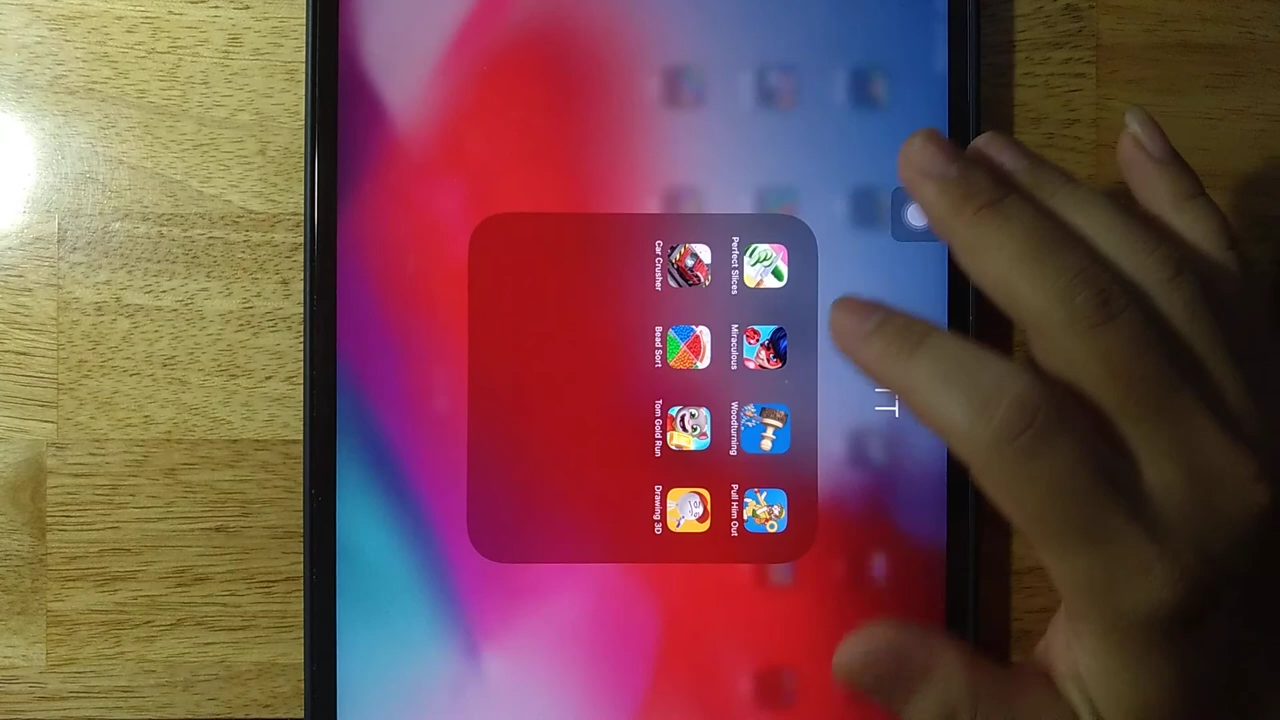 Perfect Slices
Miraculous
Woodturning
Pull Him Out
Car Crusher
Bead Sort
Tom Gold Run
Drawing 3D